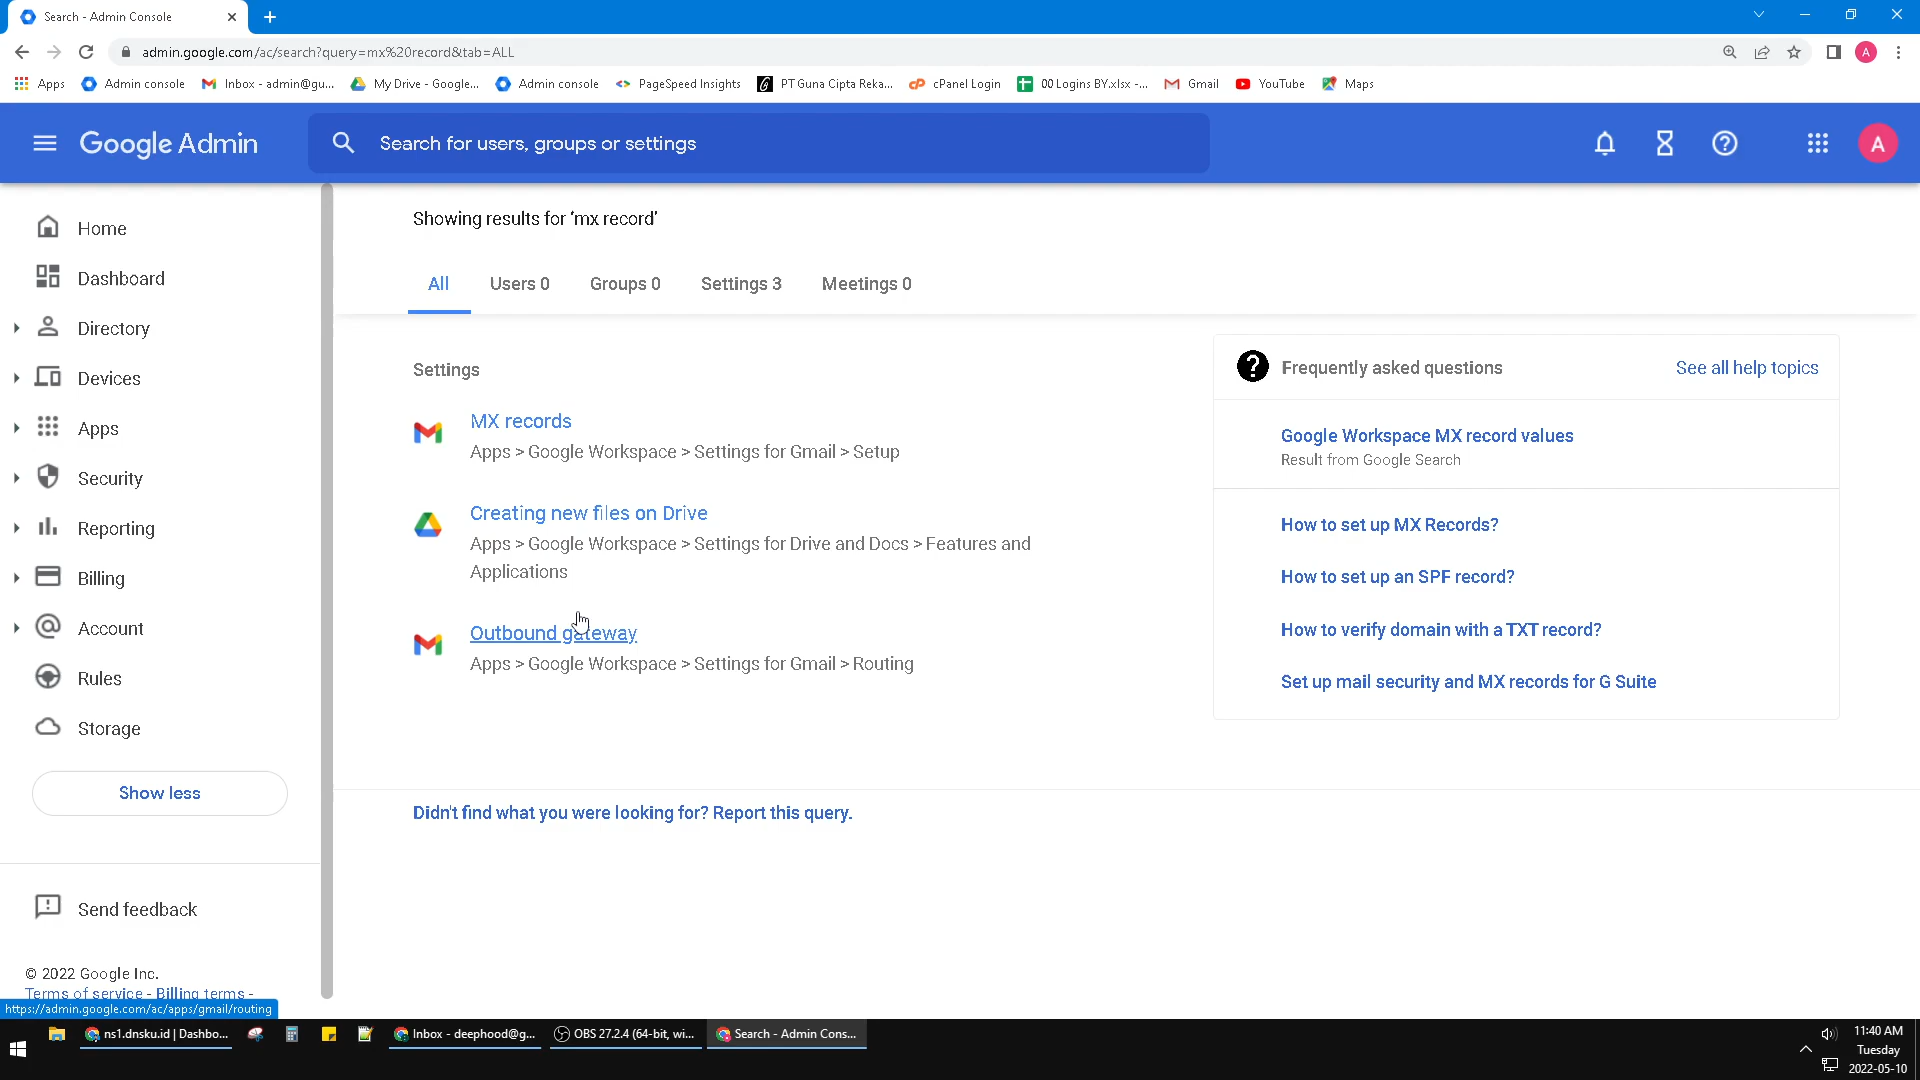 Search - Admin Console
admin.google.com/ac/search?query=mx%20record&tab=ALL
A
Apps
Admin console
Inbox - admin@gu...
My Drive - Google...
Admin console
PageSpeed Insights
PT Guna Cipta Reka...
cPanel Login
00 Logins BY.xlsx -...
Gmail
YouTube
Maps
Google Admin
Search for users, groups or settings
A
Home
Dashboard
Directory
Devices
Apps
Security
Reporting
Billing
Account
Rules
Storage
Show less
Send feedback
© 2022 Google Inc.
Terms of service - Billing terms -
https://admin.google.com/ac/apps/gmail/routing
Showing results for ‘mx record’
All
Users 0
Groups 0
Settings 3
Meetings 0
Settings
MX records
Apps > Google Workspace > Settings for Gmail > Setup
Creating new files on Drive
Apps > Google Workspace > Settings for Drive and Docs > Features and
Applications
Outbound gateway
Apps > Google Workspace > Settings for Gmail > Routing
Didn't find what you were looking for? Report this query.
Frequently asked questions
See all help topics
Google Workspace MX record values
Result from Google Search
How to set up MX Records?
How to set up an SPF record?
How to verify domain with a TXT record?
Set up mail security and MX records for G Suite
ns1.dnsku.id | Dashbo...
Inbox - deephood@g...
OBS 27.2.4 (64-bit, wi...
Search - Admin Cons...
11:40 AM
Tuesday
2022-05-10